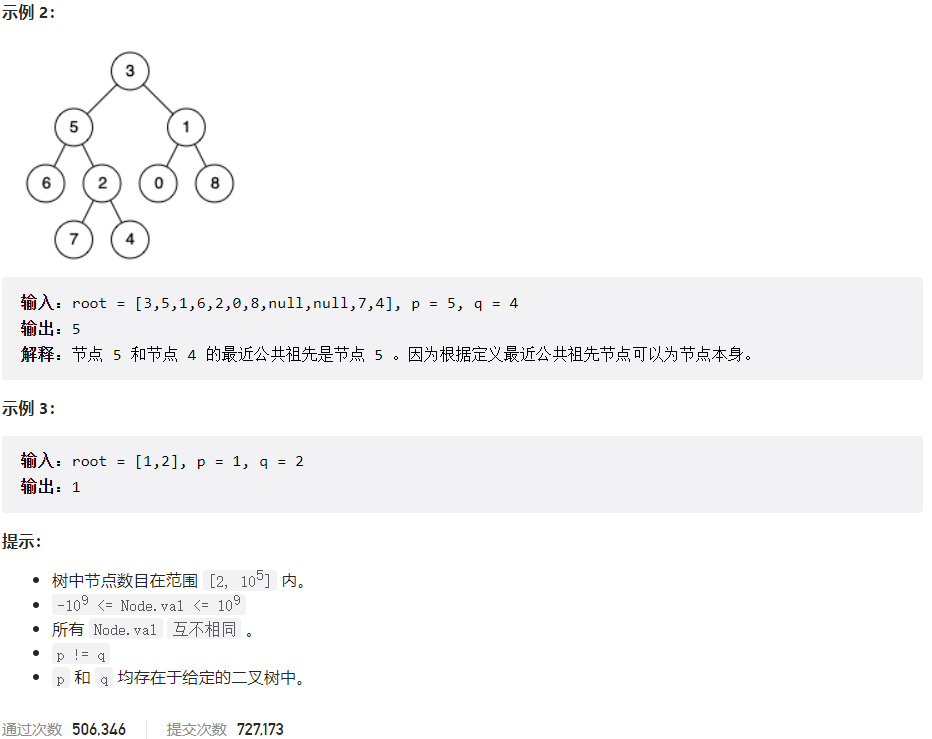 示例 2：
3
5 1
6 2 0 8
7 4
输入：root = [3,5,1,6,2,0,8,null,null,7,4], p = 5, q = 4
输出：5
解释：节点 5 和节点 4 的最近公共祖先是节点 5 。因为根据定义最近公共祖先节点可以为节点本身。
示例 3：
输入：root = [1,2], p = 1, q = 2
输出：1
提示：
• 树中节点数目在范围 [2, 10⁵] 内。
• -10⁹ <= Node.val <= 10⁹
• 所有 Node.val 互不相同 。
• p != q
• p 和 q 均存在于给定的二叉树中。
通过次数 506,346 提交次数 727,173